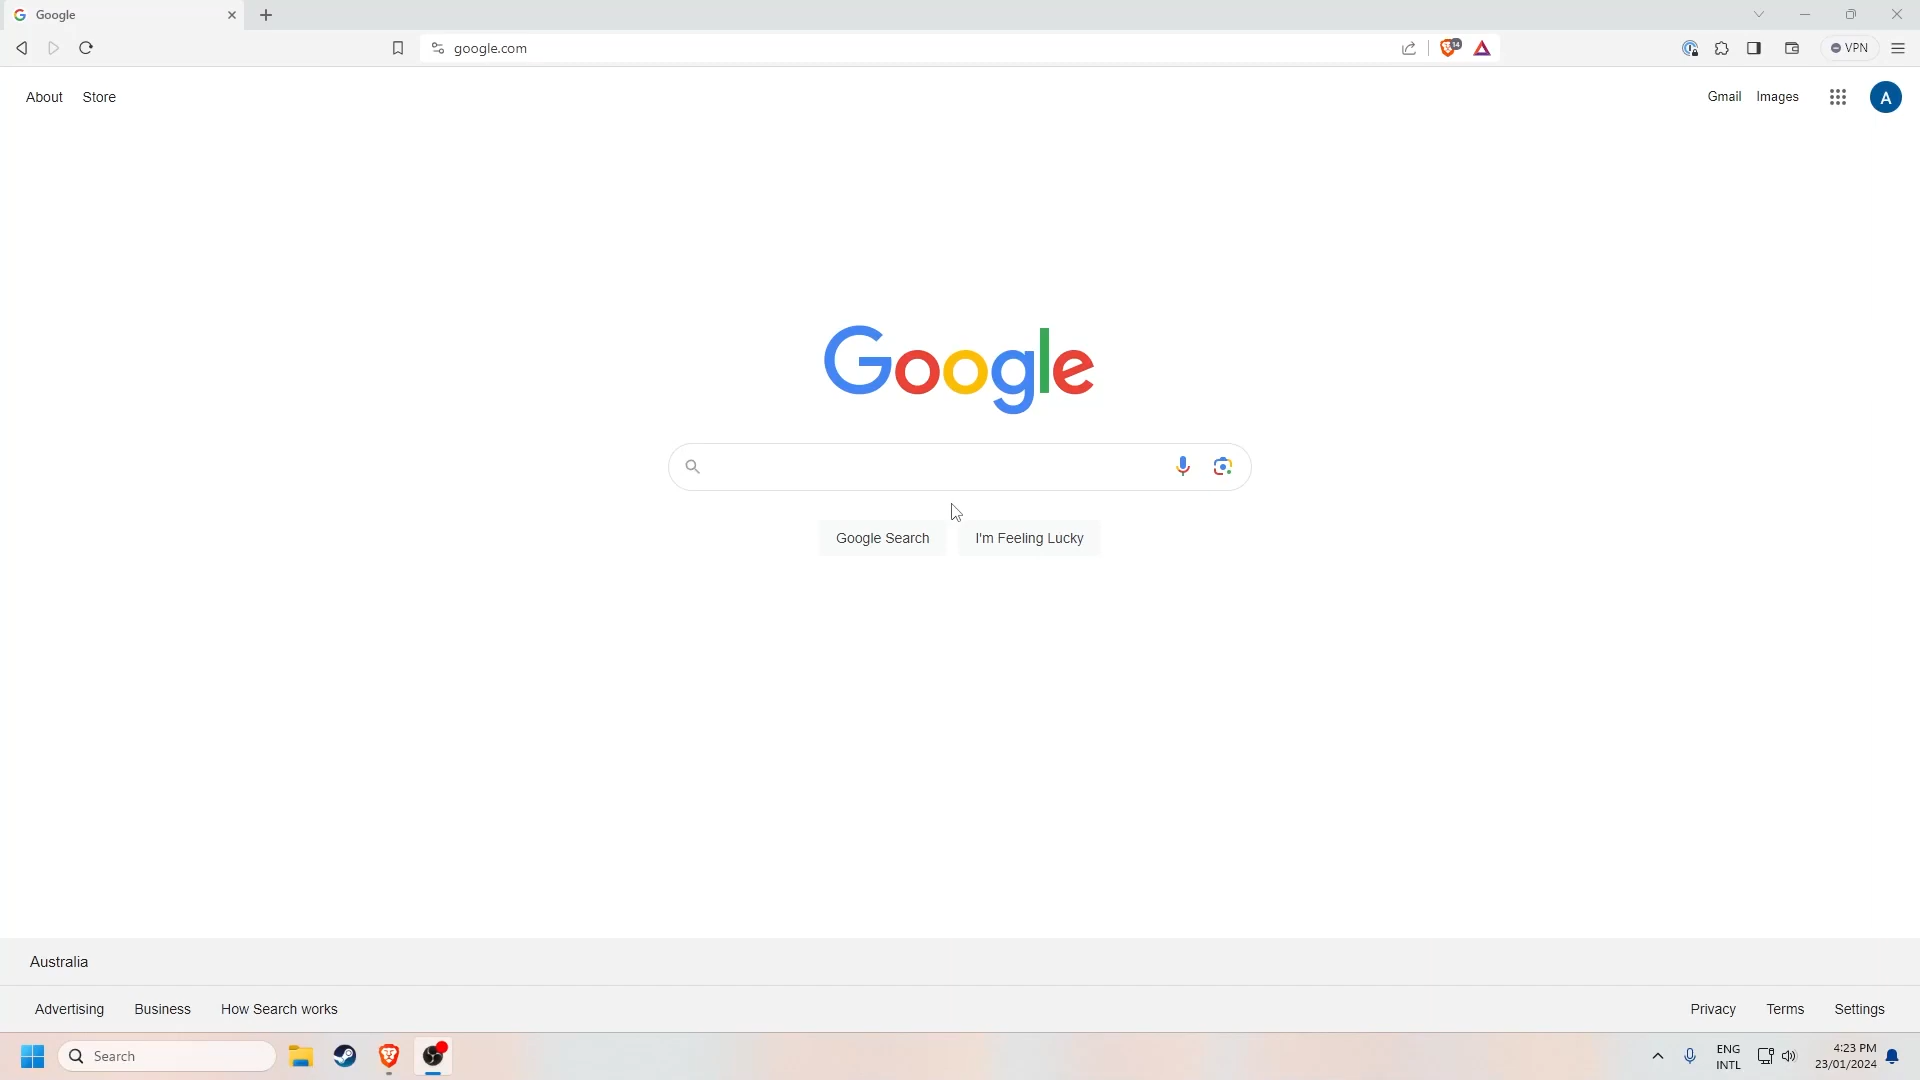 Google
google.com
14
VPN
About Store
Gmail Images
A
Google
Google Search
I'm Feeling Lucky
Australia
Advertising Business How Search works
Privacy Terms Settings
Search
ENG
INTL
4:23 PM
23/01/2024